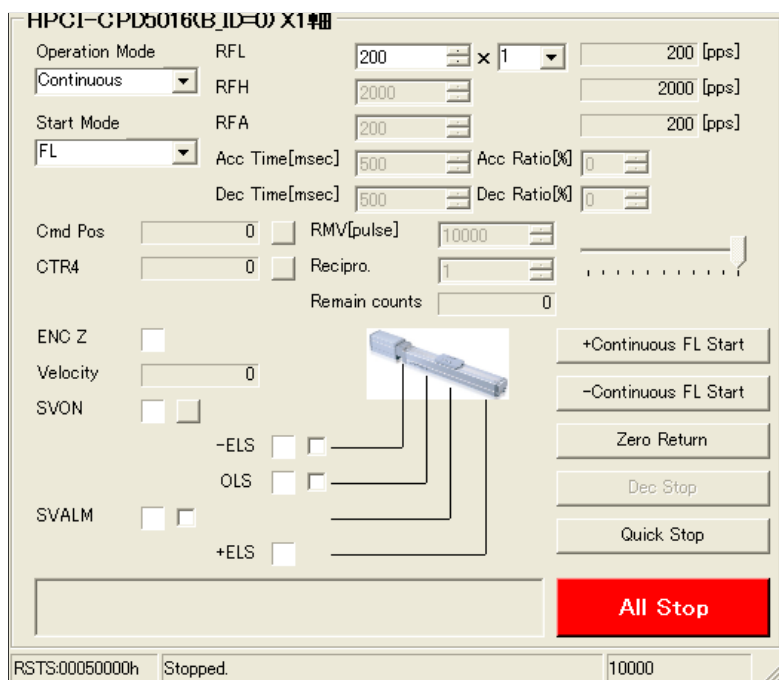 HPCI-CPD5016(B_ID=0) X1軸
Operation Mode RFL 200 × 1 200 [pps]
Continuous RFH 2000 2000 [pps]
Start Mode RFA 200 200 [pps]
FL Acc Time[msec] 500 Acc Ratio[%] 0
Dec Time[msec] 500 Dec Ratio[%] 0
Cmd Pos 0 RMV[pulse] 10000
CTR4 0 Recipro. 1
Remain counts 0
ENC Z +Continuous FL Start
Velocity 0 -Continuous FL Start
SVON
-ELS Zero Return
OLS Dec Stop
SVALM Quick Stop
+ELS
All Stop
RSTS:00050000h Stopped. 10000